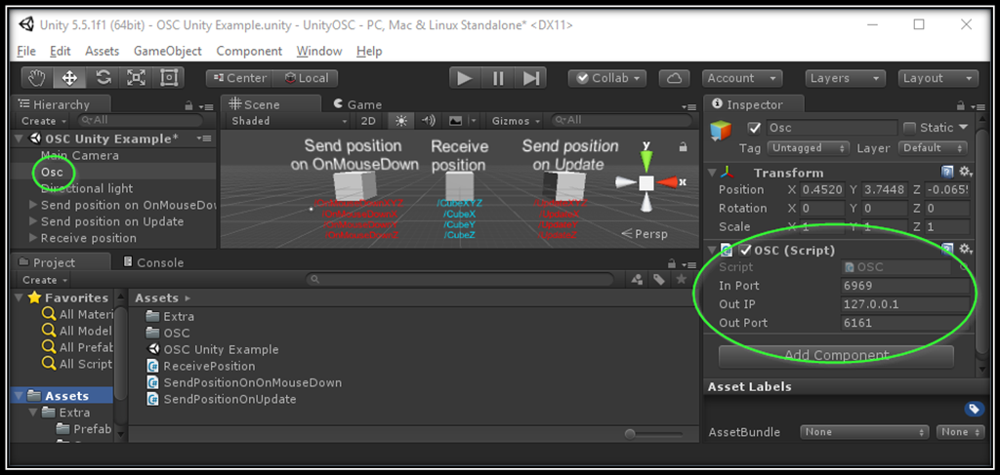 Unity 5.5.1f1 (64bit) - OSC Unity Example.unity - UnityOSC - PC, Mac & Linux Standalone* <DX11>
File Edit Assets GameObject Component Window Help
Center Local Collab Account Layers Layout
Hierarchy
Create All
OSC Unity Example*
Main Camera
Osc
Directional light
Send position on OnMouseDow
Send position on Update
Receive position
Scene Game
Shaded 2D Gizmos All
Send position
on OnMouseDown
Receive
position
Send position
on Update
y
x
Persp
/CubeXYZ
/CubeX
/CubeY
/CubeZ
/OnMouseDownX
/UpdateX
Inspector
Osc Static
Tag Untagged Layer Default
Transform
Position X 0.4520 Y 3.7448 Z -0.065
Rotation X 0 Y 0 Z 0
Scale X 1 Y 1 Z 1
OSC (Script)
Script OSC
In Port 6969
Out IP 127.0.0.1
Out Port 6161
Add Component
Asset Labels
AssetBundle None None
Project Console
Create
Favorites
All Materi
All Model
All Prefab
All Script
Assets
Extra
Prefab
Assets
Extra
OSC
OSC Unity Example
ReceivePosition
SendPositionOnOnMouseDown
SendPositionOnUpdate